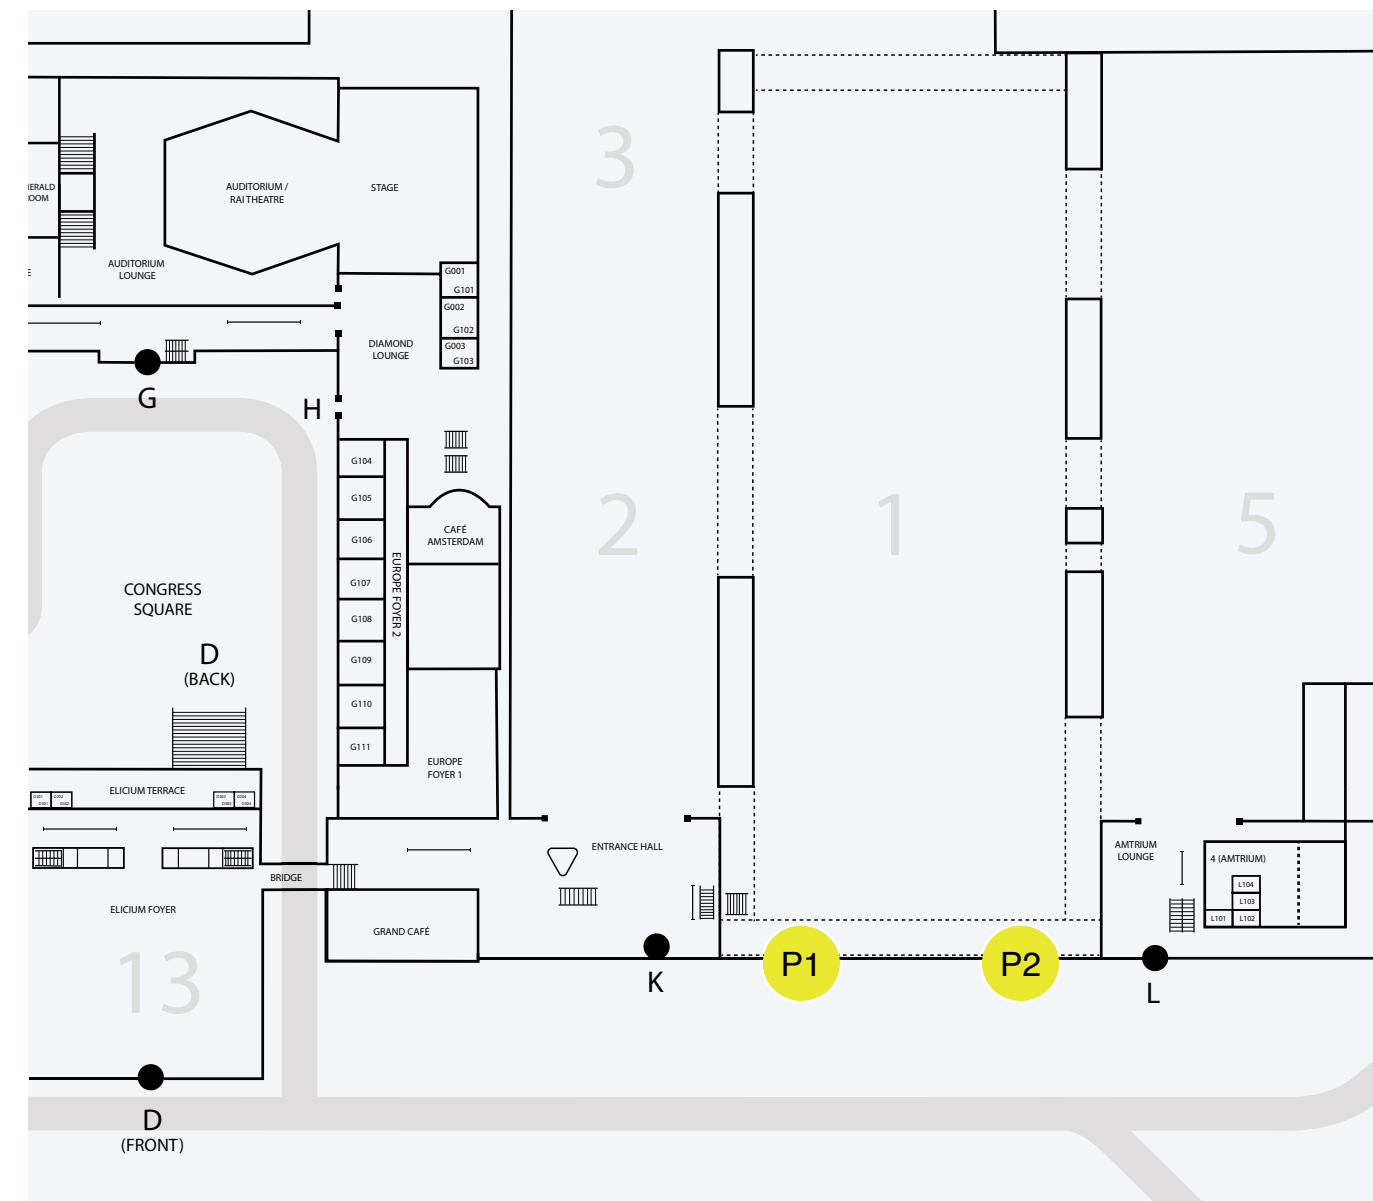 3
AUDITORIUM /
RAI THEATRE
STAGE
ERALD
OOM
AUDITORIUM
LOUNGE
E
G001
G101
G002
G102
G003
G103
DIAMOND
LOUNGE
G
H
G104
G105
G106
G107
G108
G109
G110
G111
EUROPE FOYER 2
CAFÉ
AMSTERDAM
2
1
5
CONGRESS
SQUARE
D
(BACK)
EUROPE
FOYER 1
ELICIUM TERRACE
ENTRANCE HALL
AMTRIUM
LOUNGE
4 (AMTRIUM)
L104
L103
L101
L102
BRIDGE
ELICIUM FOYER
GRAND CAFÉ
13
K
P1
P2
L
D
(FRONT)